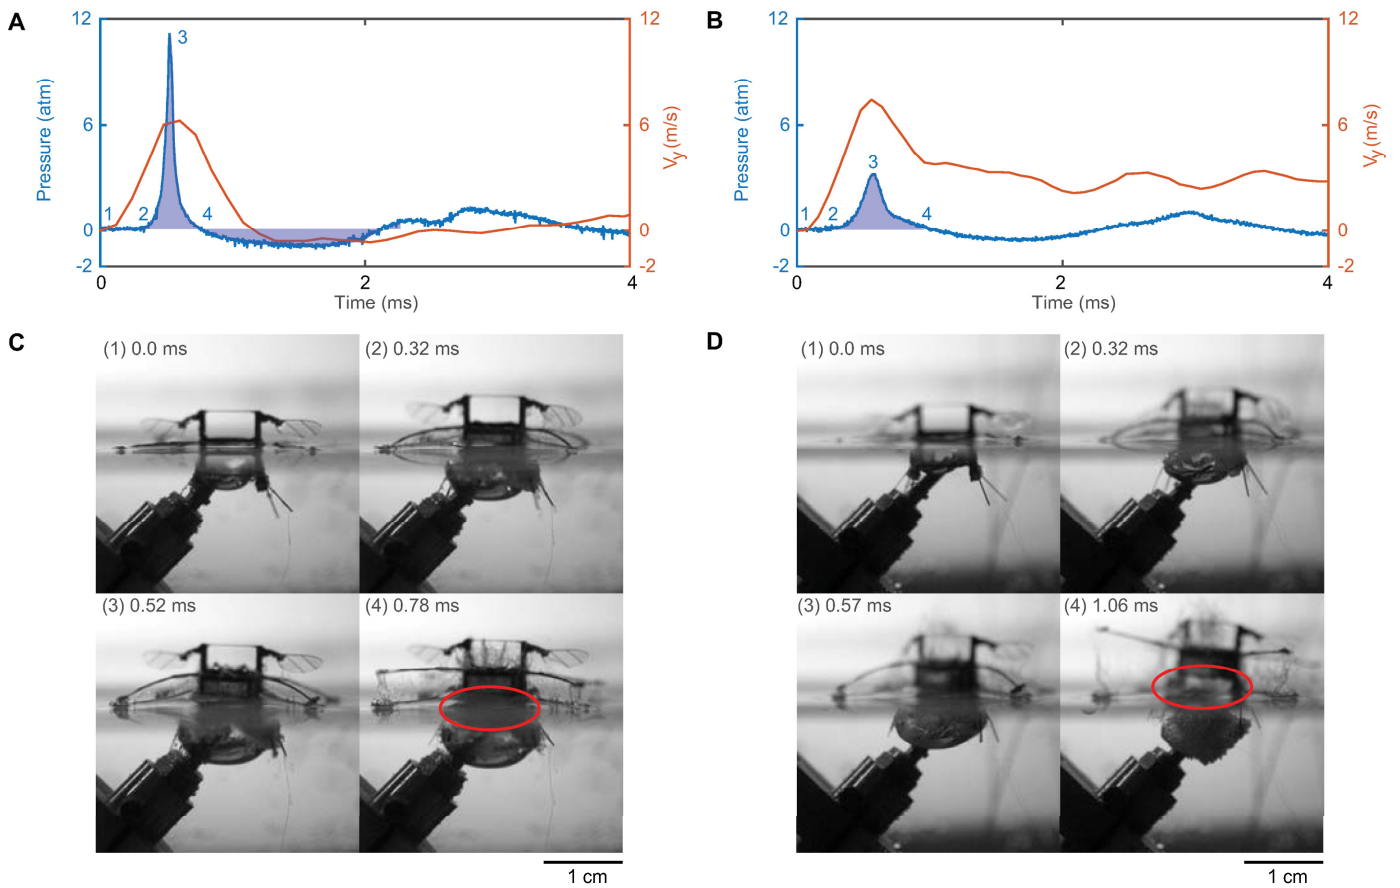 A
B
12
12
12
12
3
Pressure (atm)
V_y (m/s)
Pressure (atm)
V_y (m/s)
6
6
6
6
3
1 2 4
1 2 4
0
0
0
0
-2
-2
-2
-2
0 2 4
0 2 4
Time (ms)
Time (ms)
C
D
(1) 0.0 ms
(2) 0.32 ms
(1) 0.0 ms
(2) 0.32 ms
(3) 0.52 ms
(4) 0.78 ms
(3) 0.57 ms
(4) 1.06 ms
1 cm
1 cm